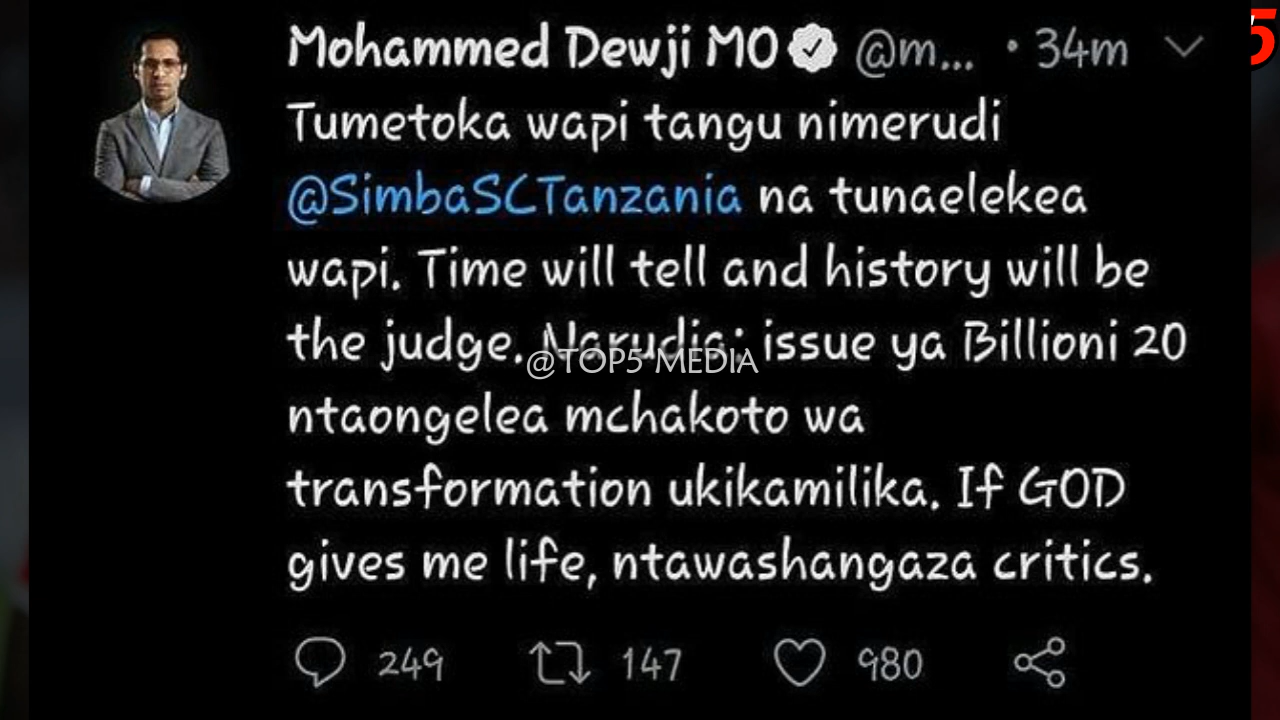 Mohammed Dewji MO @m... • 34m
5
Tumetoka wapi tangu nimerudi
@SimbaSCTanzania na tunaelekea
wapi. Time will tell and history will be
the judge. Narudia: issue ya Billioni 20
@TOP5 MEDIA
ntaongelea mchakoto wa
transformation ukikamilika. If GOD
gives me life, ntawashangaza critics.
249 147 980